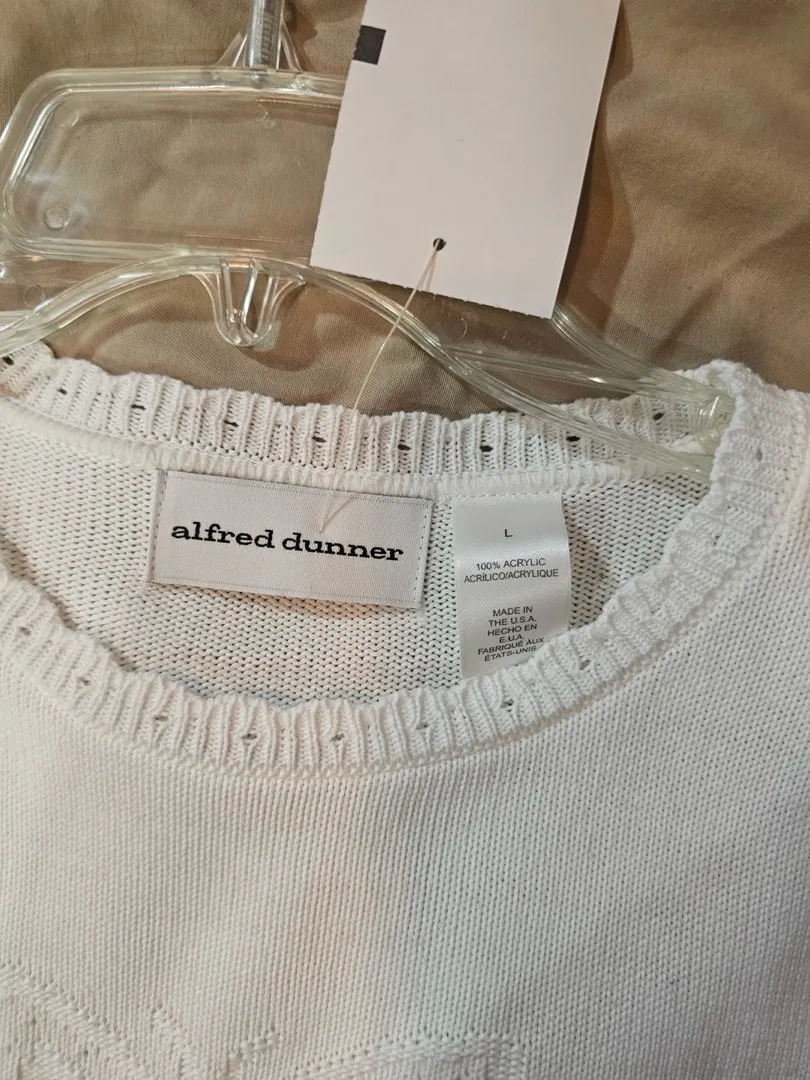 alfred dunner
L
100% ACRYLIC
ACRÍLICO/ACRYLIQUE
MADE IN
THE U.S.A.
HECHO EN
E.U.A.
FABRIQUÉ AUX
ÉTATS-UNIS